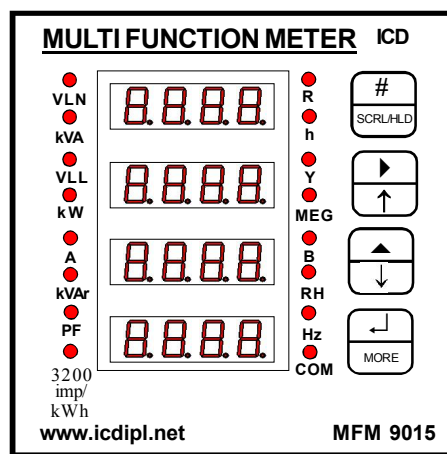 MULTI FUNCTION METER ICD
VLN
8.8.8.8.
R
#
SCRL/HLD
kVA
h
VLL
8.8.8.8.
Y
kW
MEG
A
8.8.8.8.
B
kVAr
RH
PF
8.8.8.8.
Hz
MORE
COM
3200
imp/
kWh
www.icdipl.net MFM 9015